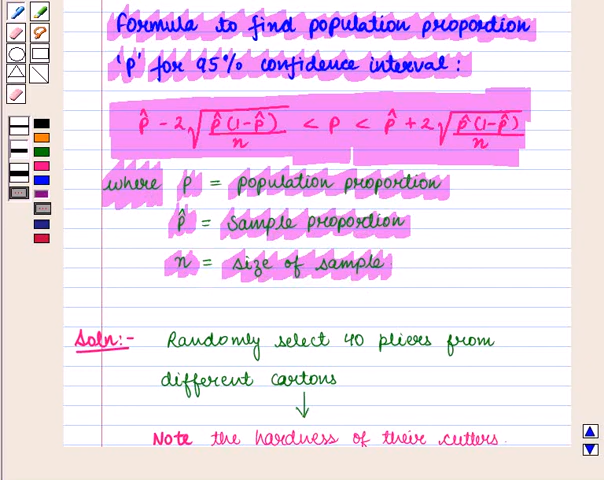 Formula to find population proportion
'p' for 95% confidence interval :
p̂ - 2√(p̂(1-p̂)/n) < p < p̂ + 2√(p̂(1-p̂)/n)
where p = population proportion
p̂ = sample proportion
n = size of sample
Soln:- Randomly select 40 pliers from
different cartons
↓
Note the hardness of their cutters.